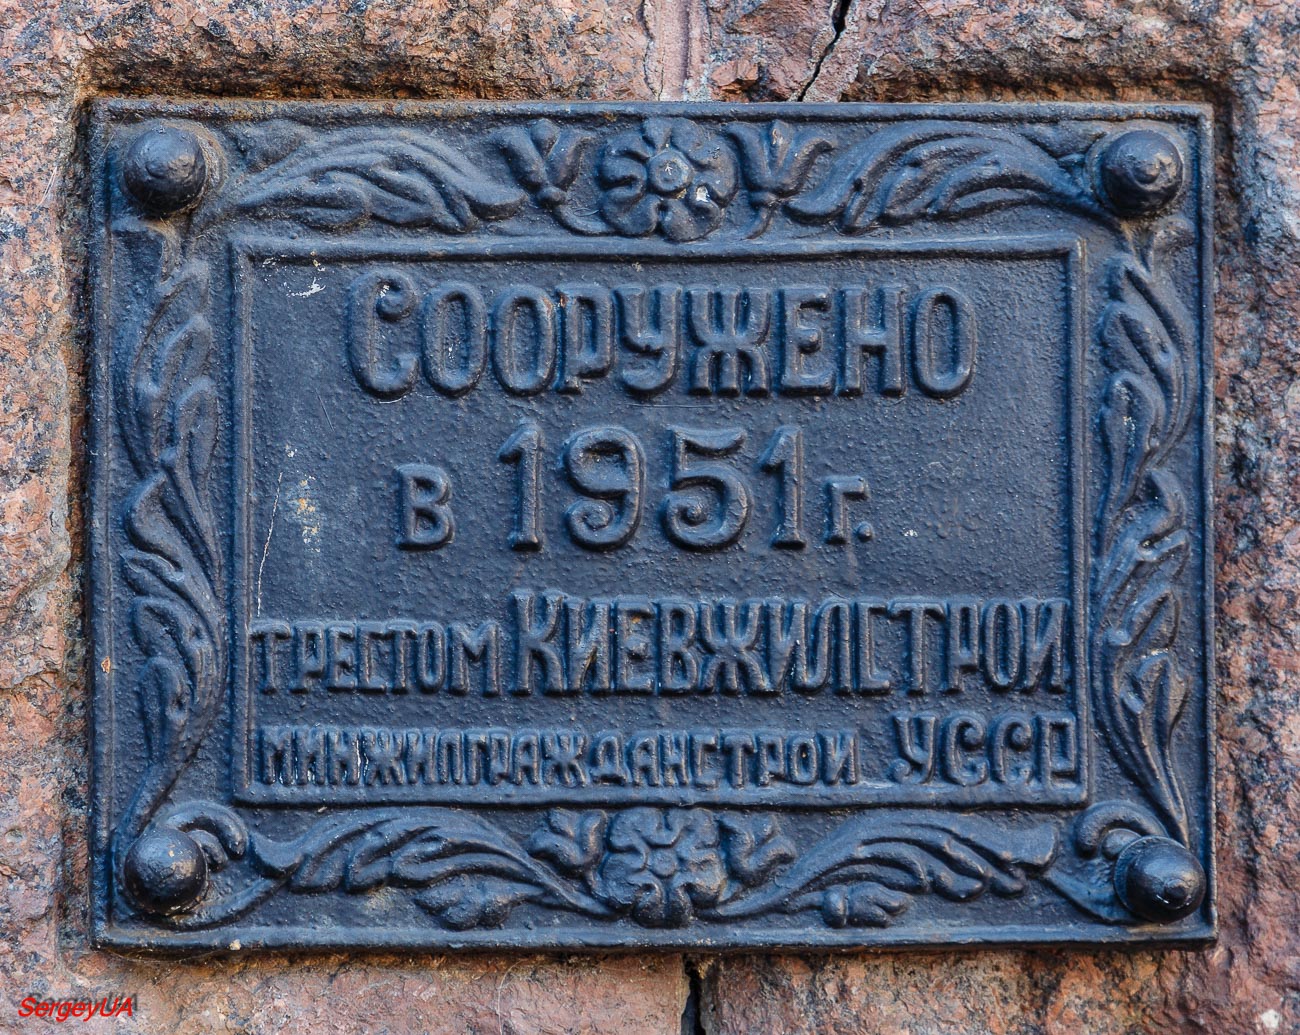 Сооружено
в 1951 г.
трестом Киевжилстрой
минжилгражданстрой УССР
SergeyUA